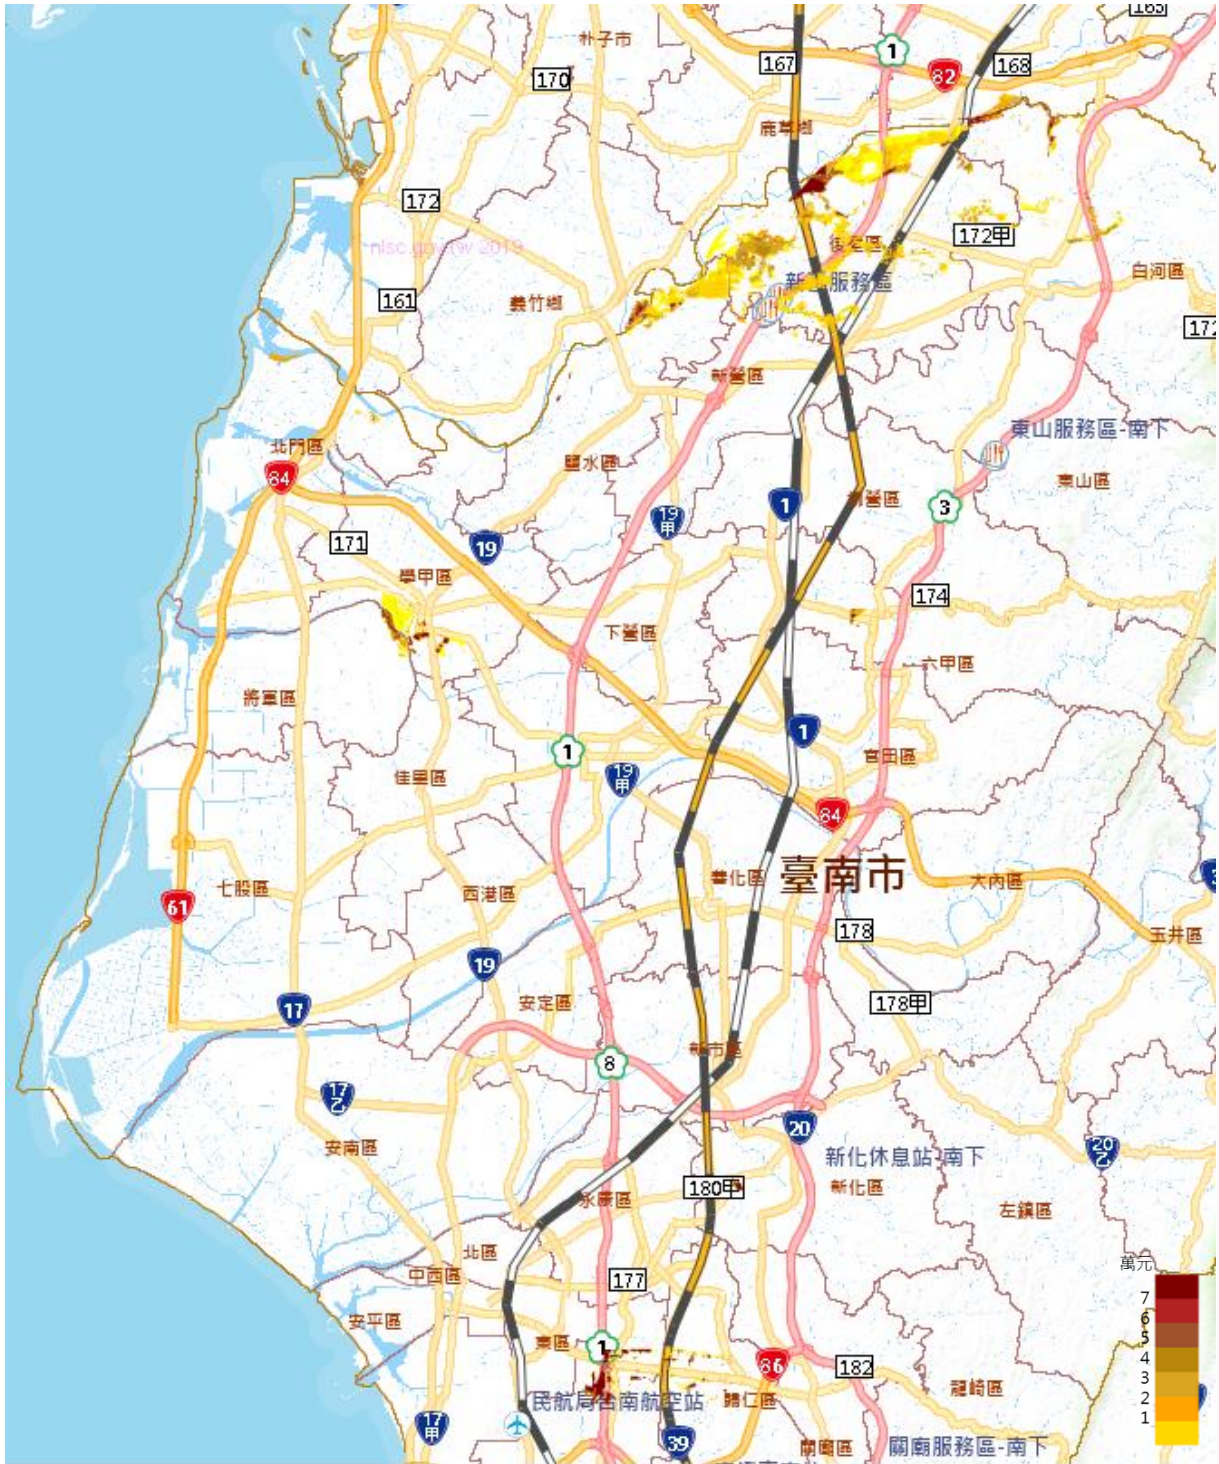 165
朴子市
167
1
82
168
170
鹿草鄉
172
nlsc.gov.tw 2019
後壁區
172甲
白河區
161
義竹鄉
172
新營區
東山服務區-南下
北門區
鹽水區
東山區
84
1
柳營區
3
19甲
19
171
學甲區
174
下營區
六甲區
將軍區
1
1
官田區
佳里區
19甲
84
臺南市
善化區
七股區
西港區
大內區
61
178
玉井區
19
安定區
178甲
17
新市區
8
17乙
20
安南區
20乙
新化休息站-南下
180甲
新化區
永康區
左鎮區
北區
中西區
177
萬元
7
6
5
4
3
2
1
安平區
東區
1
86
182
龍崎區
民航局台南航空站
歸仁區
17甲
39
關廟區
關廟服務區-南下